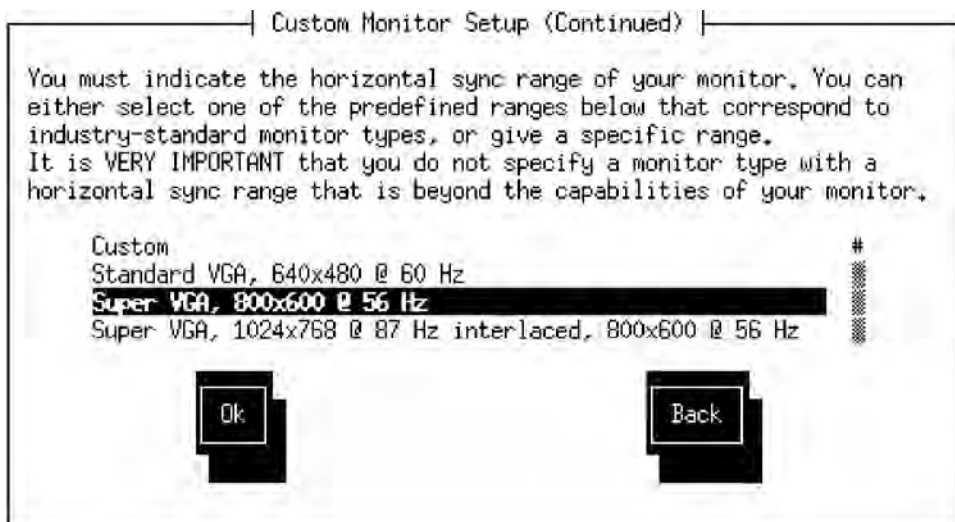 Custom Monitor Setup (Continued)
You must indicate the horizontal sync range of your monitor. You can
either select one of the predefined ranges below that correspond to
industry-standard monitor types, or give a specific range.
It is VERY IMPORTANT that you do not specify a monitor type with a
horizontal sync range that is beyond the capabilities of your monitor.
Custom #
Standard VGA, 640x480 @ 60 Hz
Super VGA, 800x600 @ 56 Hz
Super VGA, 1024x768 @ 87 Hz interlaced, 800x600 @ 56 Hz
Ok Back